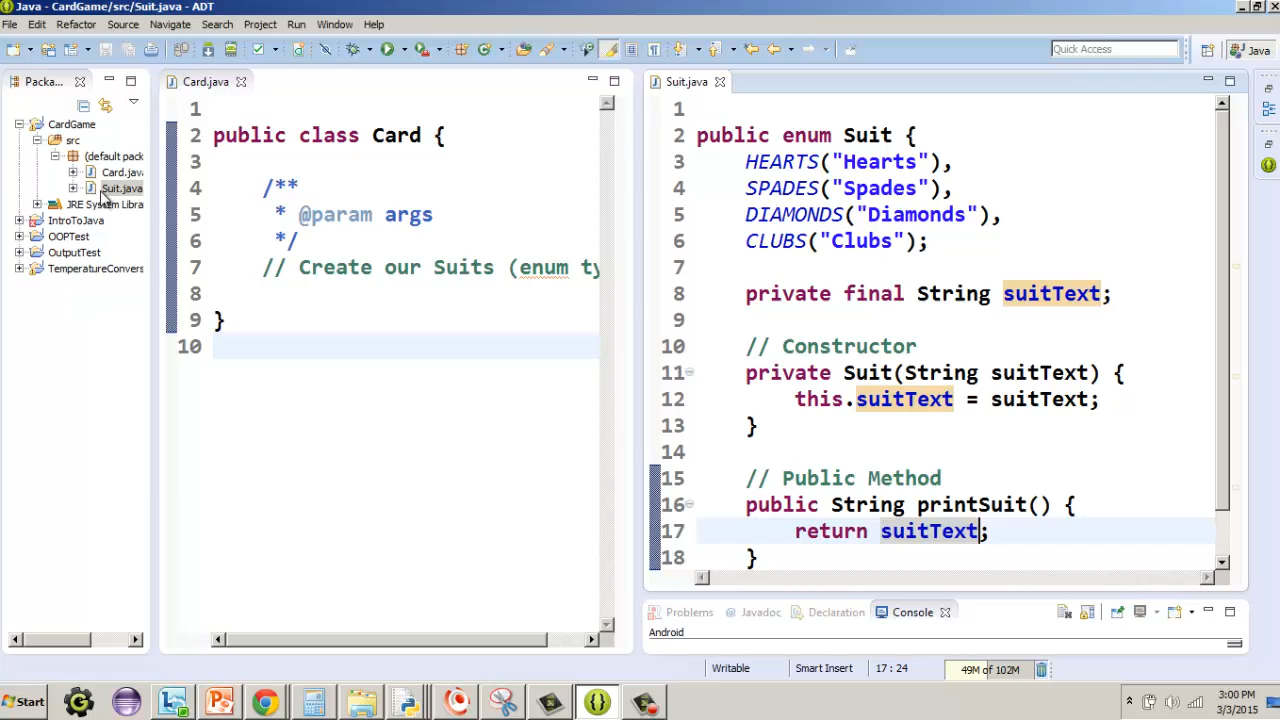 Java - CardGame/src/Suit.java - ADT
File Edit Refactor Source Navigate Search Project Run Window Help
Quick Access
Java
Packa...
CardGame
src
(default pack
Card.java
Suit.java
JRE System Libra
IntroToJava
OOPTest
OutputTest
TemperatureConvers
Card.java
1
2 public class Card {
3
4 /**
5 * @param args
6 */
7 // Create our Suits (enum ty
8
9 }
10
Suit.java
1
2 public enum Suit {
3 HEARTS("Hearts"),
4 SPADES("Spades"),
5 DIAMONDS("Diamonds"),
6 CLUBS("Clubs");
7
8 private final String suitText;
9
10 // Constructor
11 private Suit(String suitText) {
12 this.suitText = suitText;
13 }
14
15 // Public Method
16 public String printSuit() {
17 return suitText;
18 }
Problems @ Javadoc Declaration Console
Android
Writable Smart Insert 17 : 24 49M of 102M
Start
3:00 PM
3/3/2015